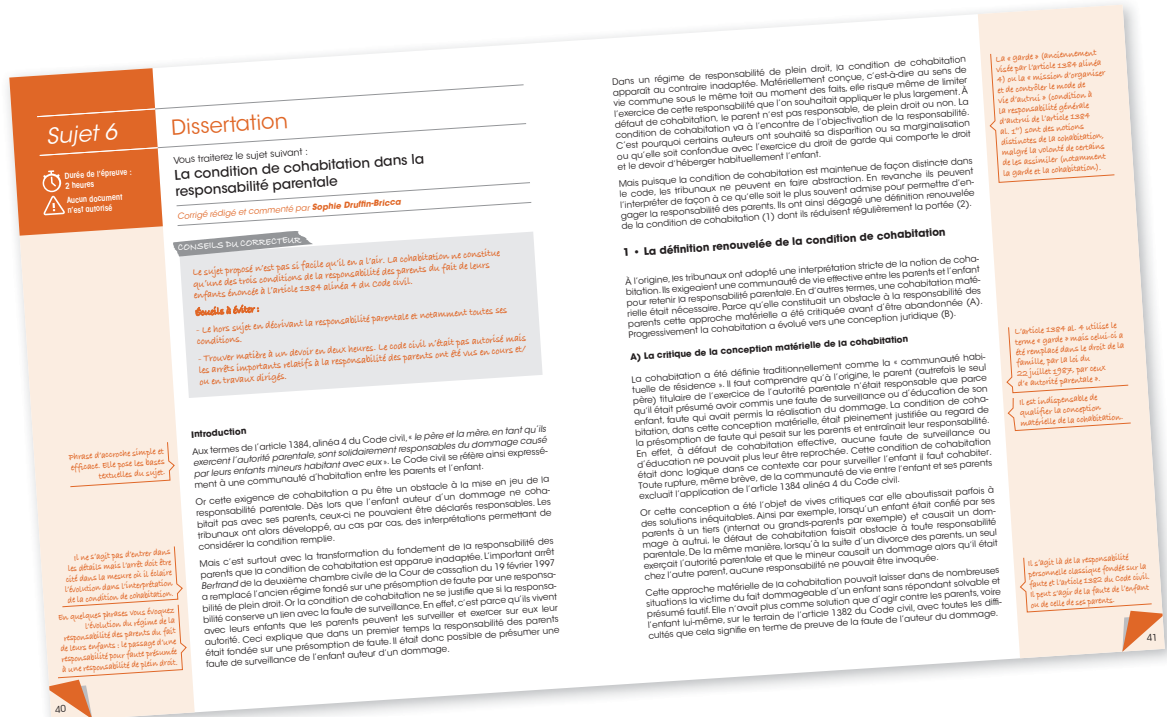 Sujet 6
Durée de l'épreuve :
2 heures
Aucun document
n'est autorisé
Dissertation
Vous traiterez le sujet suivant :
La condition de cohabitation dans la
responsabilité parentale
Corrigé rédigé et commenté par Sophie Druffin-Bricca
CONSEILS DU CORRECTEUR
Le sujet proposé n'est pas si facile qu'il en a l'air. La cohabitation ne constitue
qu'une des trois conditions de la responsabilité des parents du fait de leurs
enfants énoncée à l'article 1384 alinéa 4 du Code civil.
à éviter :
- Le hors sujet en décrivant la responsabilité parentale et notamment toutes ses
conditions.
- Trouver matière à un devoir en deux heures. Le code civil n'était pas autorisé mais
les arrêts importants relatifs à la responsabilité des parents ont été vus en cours et/
ou en travaux dirigés.
Introduction
Phrase d'accroche simple et
efficace. Elle pose les bases
textuelles du sujet.
Aux termes de l'article 1384, alinéa 4 du Code civil, « le père et la mère, en tant qu'ils
exercent l'autorité parentale, sont solidairement responsables du dommage causé
par leurs enfants mineurs habitant avec eux ». Le Code civil se réfère ainsi expressé-
ment à une communauté d'habitation entre les parents et l'enfant.
Or cette exigence de cohabitation a pu être un obstacle à la mise en jeu de la
responsabilité parentale. Dès lors que l'enfant auteur d'un dommage ne coha-
bitait pas avec ses parents, ceux-ci ne pouvaient être déclarés responsables. Les
tribunaux ont alors développé, au cas par cas, des interprétations permettant de
considérer la condition remplie.
Il ne s'agit pas d'entrer dans
les détails mais l'arrêt doit être
cité dans la mesure où il éclaire
l'évolution dans l'interprétation
de la condition de cohabitation.
En quelques phrases vous évoquez
l'évolution du régime de la
responsabilité des parents du fait
de leurs enfants : le passage d'une
responsabilité pour faute présumée
à une responsabilité de plein droit.
Mais c'est surtout avec la transformation du fondement de la responsabilité des
parents que la condition de cohabitation est apparue inadaptée. L'important arrêt
Bertrand de la deuxième chambre civile de la Cour de cassation du 19 février 1997
a remplacé l'ancien régime fondé sur une présomption de faute par une responsa-
bilité de plein droit. Or la condition de cohabitation ne se justifie que si la responsa-
bilité conserve un lien avec la faute de surveillance. En effet, c'est parce qu'ils vivent
avec leurs enfants que les parents peuvent les surveiller et exercer sur eux leur
autorité. Ceci explique que dans un premier temps la responsabilité des parents
était fondée sur une présomption de faute. Il était donc possible de présumer une
faute de surveillance de l'enfant auteur d'un dommage.
40
Dans un régime de responsabilité de plein droit, la condition de cohabitation
apparaît au contraire inadaptée. Matériellement conçue, c'est-à-dire au sens de
vie commune sous le même toit au moment des faits, elle risque même de limiter
l'exercice de cette responsabilité que l'on souhaitait appliquer le plus largement. À
défaut de cohabitation, le parent n'est pas responsable, de plein droit ou non. La
condition de cohabitation va à l'encontre de l'objectivation de la responsabilité.
C'est pourquoi certains auteurs ont souhaité sa disparition ou sa marginalisation
ou qu'elle soit confondue avec l'exercice du droit de garde qui comporte le droit
et le devoir d'héberger habituellement l'enfant.
La « garde » (anciennement
visée par l'article 1384 alinéa
4) ou la « mission d'organiser
et de contrôler le mode de
vie d'autrui » (condition à
la responsabilité générale
d'autrui de l'article 1384
al. 1er) sont des notions
distinctes de la cohabitation,
malgré la volonté de certains
de les assimiler (notamment
la garde et la cohabitation).
Mais puisque la condition de cohabitation est maintenue de façon distincte dans
le code, les tribunaux ne peuvent en faire abstraction. En revanche ils peuvent
l'interpréter de façon à ce qu'elle soit le plus souvent admise pour permettre d'en-
gager la responsabilité des parents. Ils ont ainsi dégagé une définition renouvelée
de la condition de cohabitation (1) dont ils réduisent régulièrement la portée (2).
1 • La définition renouvelée de la condition de cohabitation
À l'origine, les tribunaux ont adopté une interprétation stricte de la notion de coha-
bitation. Ils exigeaient une communauté de vie effective entre les parents et l'enfant
pour retenir la responsabilité parentale. En d'autres termes, une cohabitation maté-
rielle était nécessaire. Parce qu'elle constituait un obstacle à la responsabilité des
parents cette approche matérielle a été critiquée avant d'être abandonnée (A).
Progressivement la cohabitation a évolué vers une conception juridique (B).
A) La critique de la conception matérielle de la cohabitation
L'article 1384 al. 4 utilise le
terme « garde » mais celui-ci a
été remplacé dans le droit de la
famille, par la loi du
22 juillet 1987, par ceux
d'« autorité parentale ».
Il est indispensable de
qualifier la conception
matérielle de la cohabitation.
La cohabitation a été définie traditionnellement comme la « communauté habi-
tuelle de résidence ». Il faut comprendre qu'à l'origine, le parent (autrefois le seul
père) titulaire de l'exercice de l'autorité parentale n'était responsable que parce
qu'il était présumé avoir commis une faute de surveillance ou d'éducation de son
enfant, faute qui avait permis la réalisation du dommage. La condition de coha-
bitation, dans cette conception matérielle, était pleinement justifiée au regard de
la présomption de faute qui pesait sur les parents et entraînait leur responsabilité.
En effet, à défaut de cohabitation effective, aucune faute de surveillance ou
d'éducation ne pouvait plus leur être reprochée. Cette condition de cohabitation
était donc logique dans ce contexte car pour surveiller l'enfant il faut cohabiter.
Toute rupture, même brève, de la communauté de vie entre l'enfant et ses parents
excluait l'application de l'article 1384 alinéa 4 du Code civil.
Or cette conception a été l'objet de vives critiques car elle aboutissait parfois à
des solutions inéquitables. Ainsi par exemple, lorsqu'un enfant était confié par ses
parents à un tiers (internat ou grands-parents par exemple) et causait un dom-
mage à autrui, le défaut de cohabitation faisait obstacle à toute responsabilité
parentale. De la même manière, lorsqu'à la suite d'un divorce des parents, un seul
exerçait l'autorité parentale et que le mineur causait un dommage alors qu'il était
chez l'autre parent, aucune responsabilité ne pouvait être invoquée.
Cette approche matérielle de la cohabitation pouvait laisser dans de nombreuses
situations la victime du fait dommageable d'un enfant sans répondant solvable et
présumé fautif. Elle n'avait plus comme solution que d'agir contre les parents, voire
l'enfant lui-même, sur le terrain de l'article 1382 du Code civil, avec toutes les diffi-
cultés que cela signifie en terme de preuve de la faute de l'auteur du dommage.
Il s'agit là de la responsabilité
personnelle classique fondée sur la
faute et l'article 1382 du Code civil.
Il peut s'agir de la faute de l'enfant
ou de celle de ses parents.
41